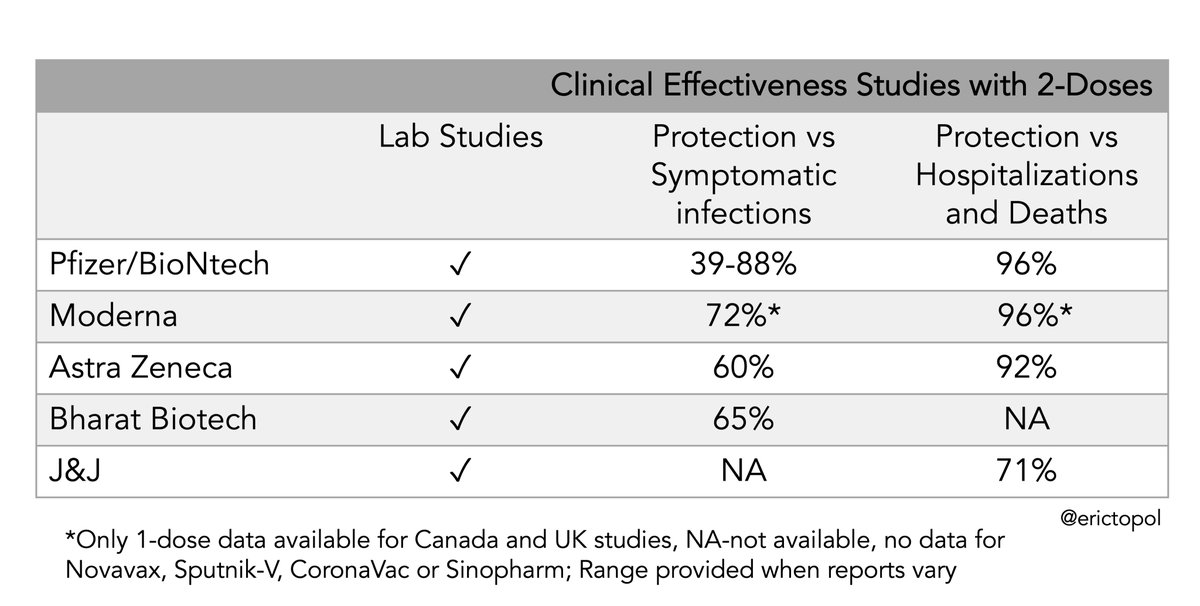 Clinical Effectiveness Studies with 2-Doses
Lab Studies Protection vs Symptomatic infections Protection vs Hospitalizations and Deaths
Pfizer/BioNtech ✓ 39-88% 96%
Moderna ✓ 72%* 96%*
Astra Zeneca ✓ 60% 92%
Bharat Biotech ✓ 65% NA
J&J ✓ NA 71%
@erictopol
*Only 1-dose data available for Canada and UK studies, NA-not available, no data for
Novavax, Sputnik-V, CoronaVac or Sinopharm; Range provided when reports vary